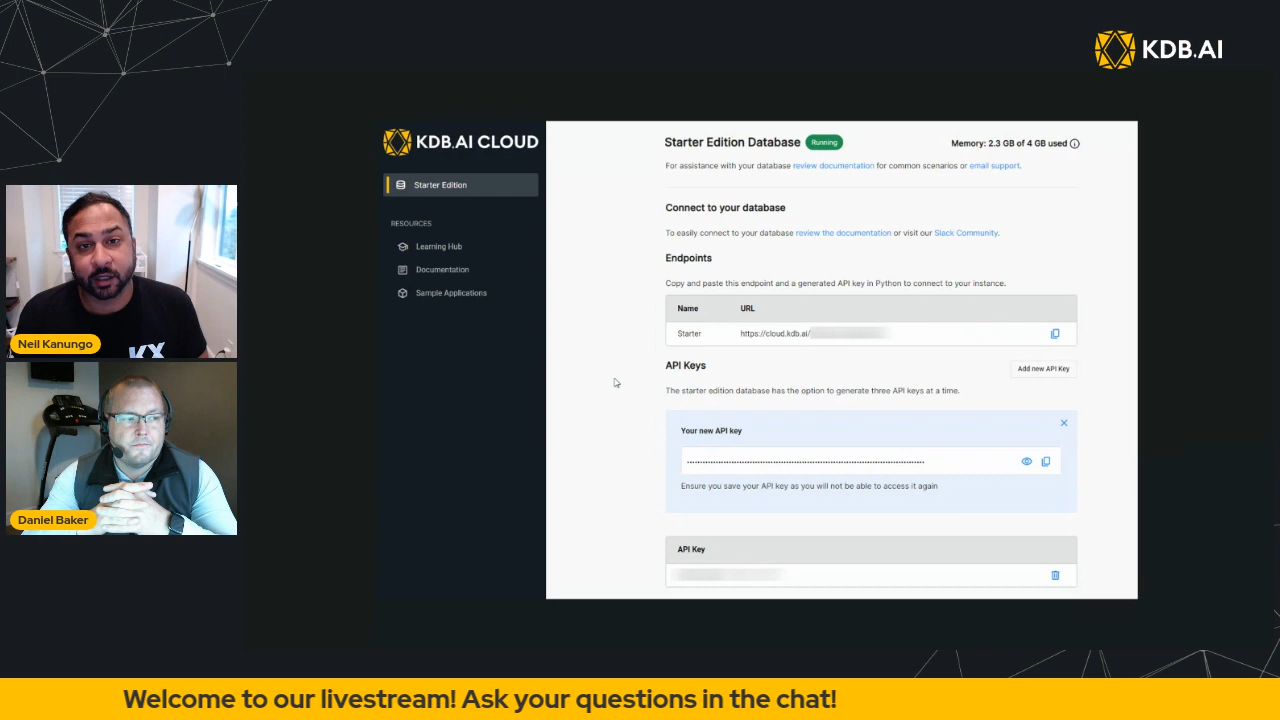 KDB.AI
KDB.AI CLOUD
Starter Edition
RESOURCES
Learning Hub
Documentation
Sample Applications
Starter Edition Database
Running
Memory: 2.3 GB of 4 GB used
For assistance with your database review documentation for common scenarios or email support.
Connect to your database
To easily connect to your database review the documentation or visit our Slack Community.
Endpoints
Copy and paste this endpoint and a generated API key in Python to connect to your instance.
Name URL
Starter https://cloud.kdb.ai/
API Keys
Add new API Key
The starter edition database has the option to generate three API keys at a time.
Your new API key
Ensure you save your API key as you will not be able to access it again
API Key
KX
Neil Kanungo
Daniel Baker
Welcome to our livestream! Ask your questions in the chat!